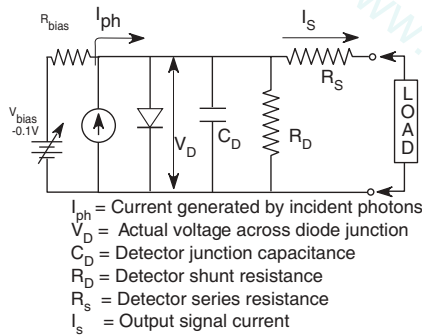 R_bias
I_ph
I_S
R_S
V_bias
-0.1V
V_D
C_D
R_D
LOAD
I_ph = Current generated by incident photons
V_D = Actual voltage across diode junction
C_D = Detector junction capacitance
R_D = Detector shunt resistance
R_s = Detector series resistance
I_s = Output signal current
www.